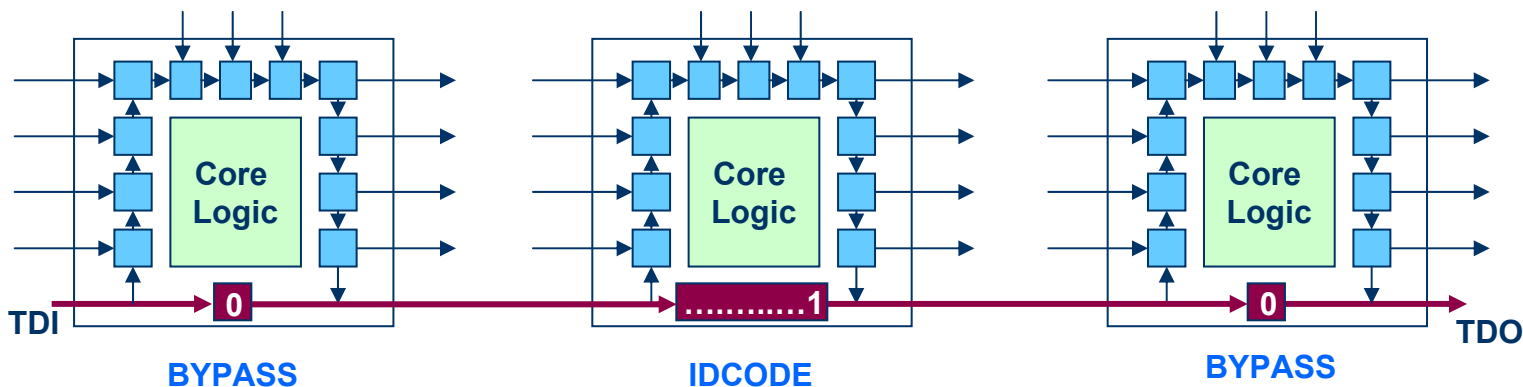 Core
Logic
Core
Logic
Core
Logic
TDI
0
............1
0
TDO
BYPASS
IDCODE
BYPASS